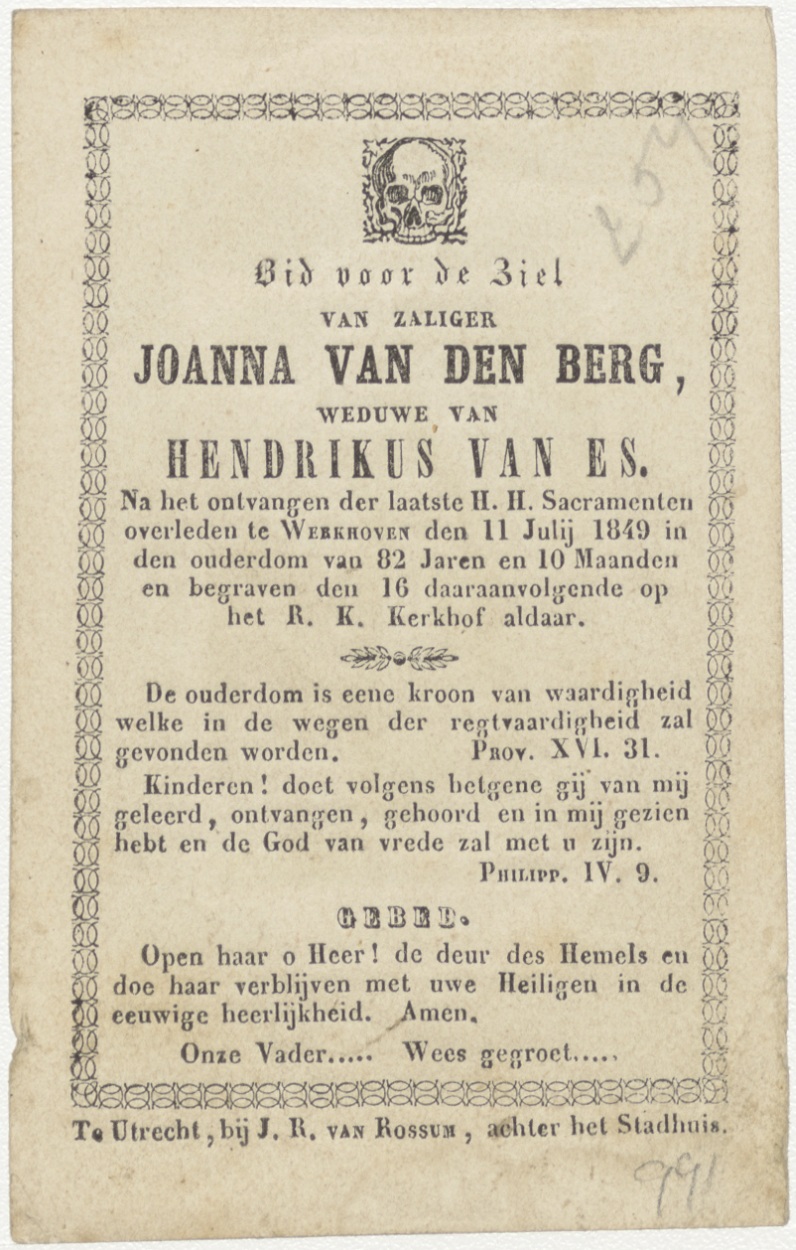 257
Bid voor de Ziel
VAN ZALIGER
JOANNA VAN DEN BERG,
WEDUWE VAN
HENDRIKUS VAN ES.
Na het ontvangen der laatste H. H. Sacramenten
overleden te WERKHOVEN den 11 Julij 1849 in
den ouderdom van 82 Jaren en 10 Maanden
en begraven den 16 daaraanvolgende op
het R. K. Kerkhof aldaar.
De ouderdom is eene kroon van waardigheid
welke in de wegen der regtvaardigheid zal
gevonden worden. PROV. XVI. 31.
Kinderen! doet volgens hetgene gij van mij
geleerd, ontvangen, gehoord en in mij gezien
hebt en de God van vrede zal met u zijn.
PHILIPP. IV. 9.
GEBED.
Open haar o Heer! de deur des Hemels en
doe haar verblijven met uwe Heiligen in de
eeuwige heerlijkheid. Amen.
Onze Vader..... Wees gegroet.....
Te Utrecht, bij J. R. VAN ROSSUM, achter het Stadhuis.
991